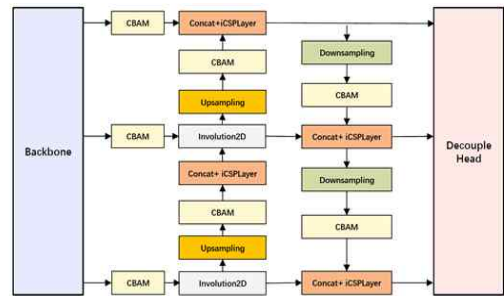 CBAM
Concat+iCSPLayer
Downsampling
CBAM
Upsampling
CBAM
Backbone
CBAM
Involution2D
Concat+ iCSPLayer
Decouple
Head
Concat+ iCSPLayer
Downsampling
CBAM
CBAM
Upsampling
CBAM
Involution2D
Concat+ iCSPLayer